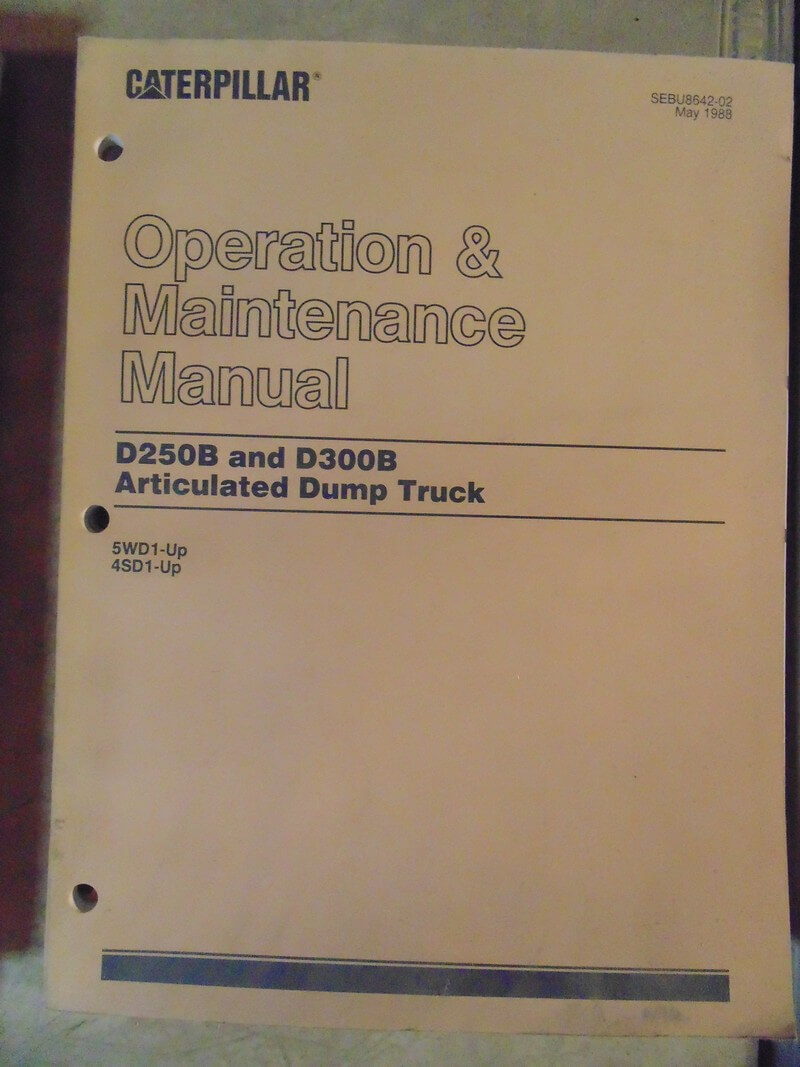 CATERPILLAR®
SEBU8642-02
May 1988
Operation &
Maintenance
Manual
D250B and D300B
Articulated Dump Truck
5WD1-Up
4SD1-Up